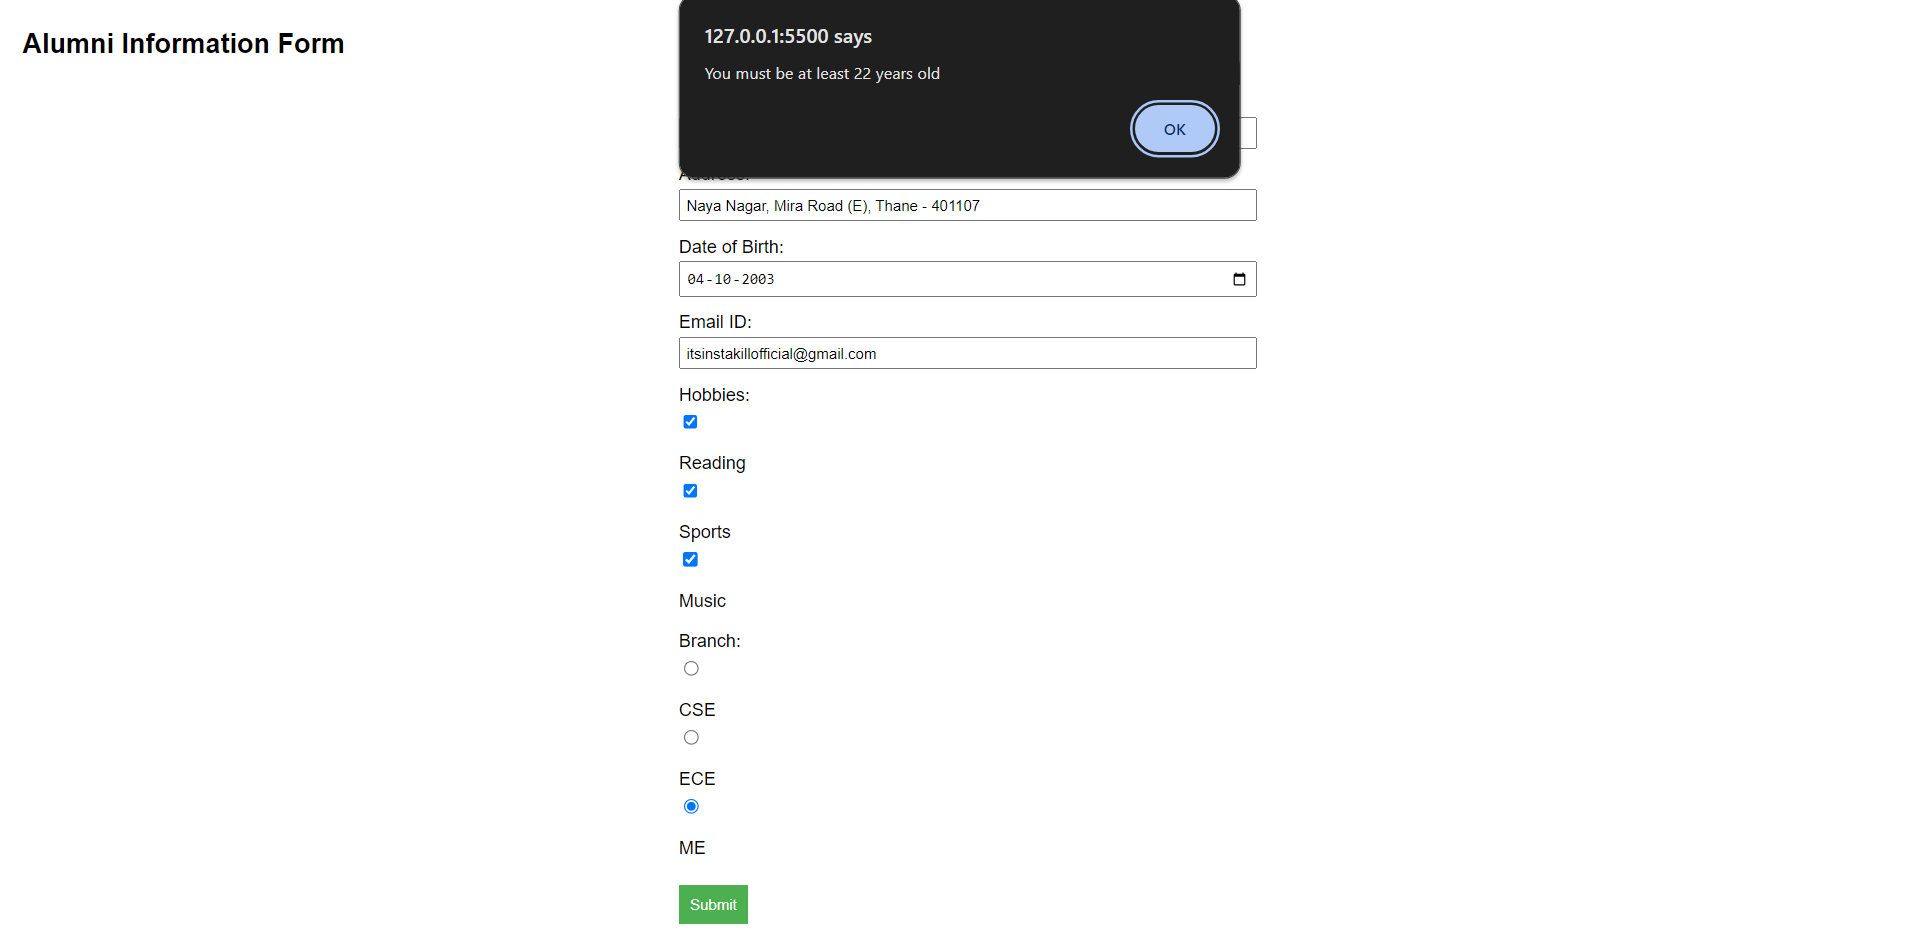 Alumni Information Form
127.0.0.1:5500 says
You must be at least 22 years old
OK
Address:
Naya Nagar, Mira Road (E), Thane - 401107
Date of Birth:
04-10-2003
Email ID:
itsinstakillofficial@gmail.com
Hobbies:
Reading
Sports
Music
Branch:
CSE
ECE
ME
Submit